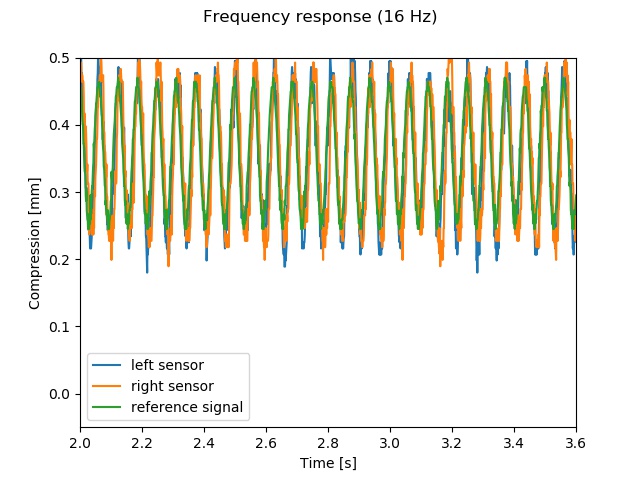 Frequency response (16 Hz)
0.5
0.4
0.3
0.2
0.1
0.0
Compression [mm]
left sensor
right sensor
reference signal
2.0 2.2 2.4 2.6 2.8 3.0 3.2 3.4 3.6
Time [s]